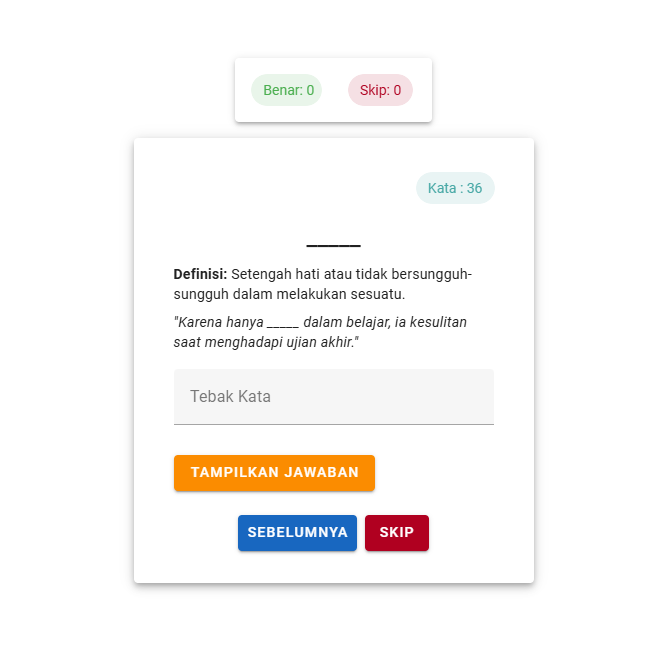 Benar: 0
Skip: 0
Kata : 36
_____
Definisi: Setengah hati atau tidak bersungguh-
sungguh dalam melakukan sesuatu.
"Karena hanya _____ dalam belajar, ia kesulitan
saat menghadapi ujian akhir."
Tebak Kata
TAMPILKAN JAWABAN
SEBELUMNYA
SKIP